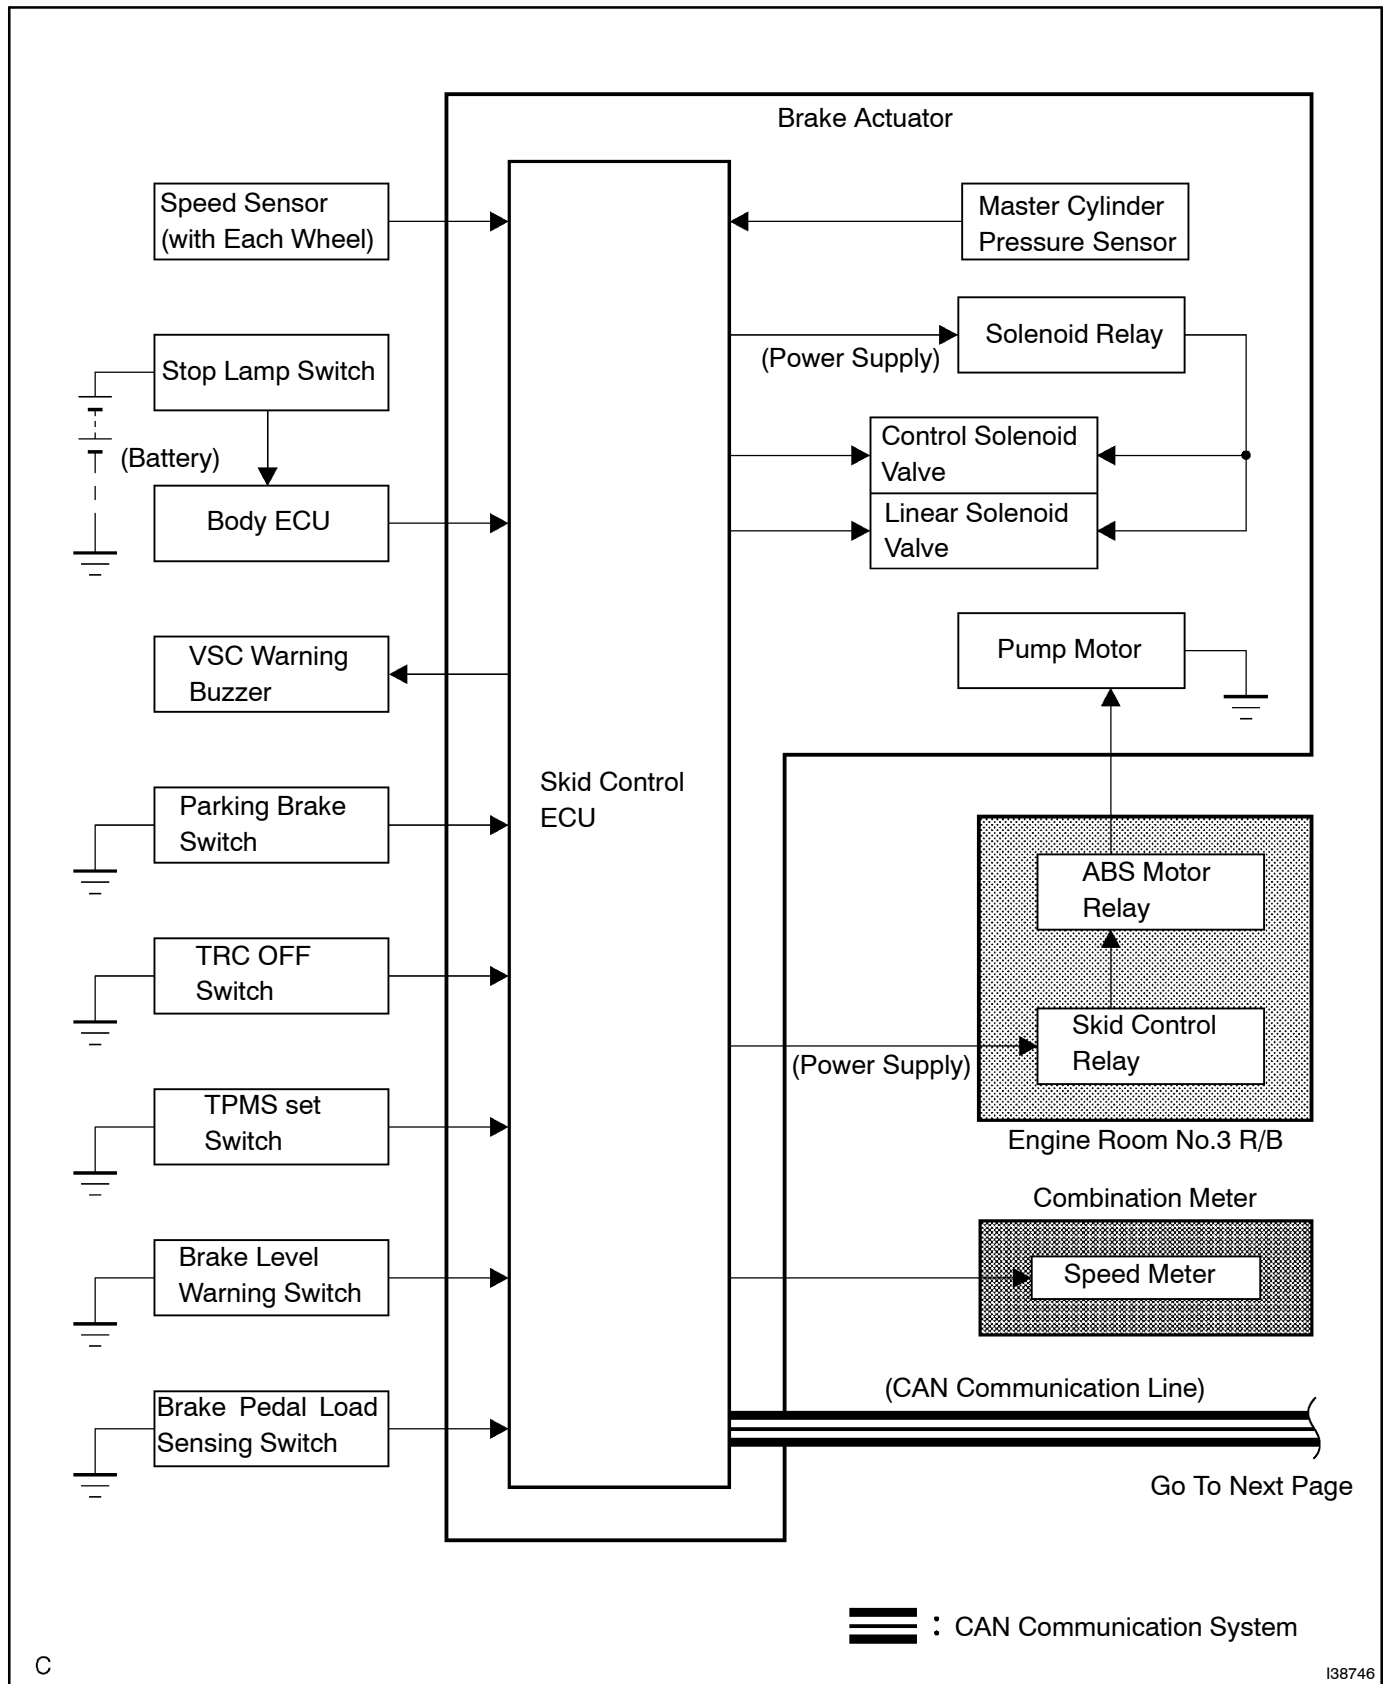 Brake Actuator
Speed Sensor
(with Each Wheel)
Master Cylinder
Pressure Sensor
Solenoid Relay
(Power Supply)
Stop Lamp Switch
(Battery)
Control Solenoid
Valve
Linear Solenoid
Valve
Body ECU
VSC Warning
Buzzer
Pump Motor
Skid Control
ECU
Parking Brake
Switch
ABS Motor
Relay
TRC OFF
Switch
Skid Control
Relay
(Power Supply)
Engine Room No.3 R/B
TPMS set
Switch
Combination Meter
Speed Meter
Brake Level
Warning Switch
(CAN Communication Line)
Brake Pedal Load
Sensing Switch
Go To Next Page
: CAN Communication System
C
I38746